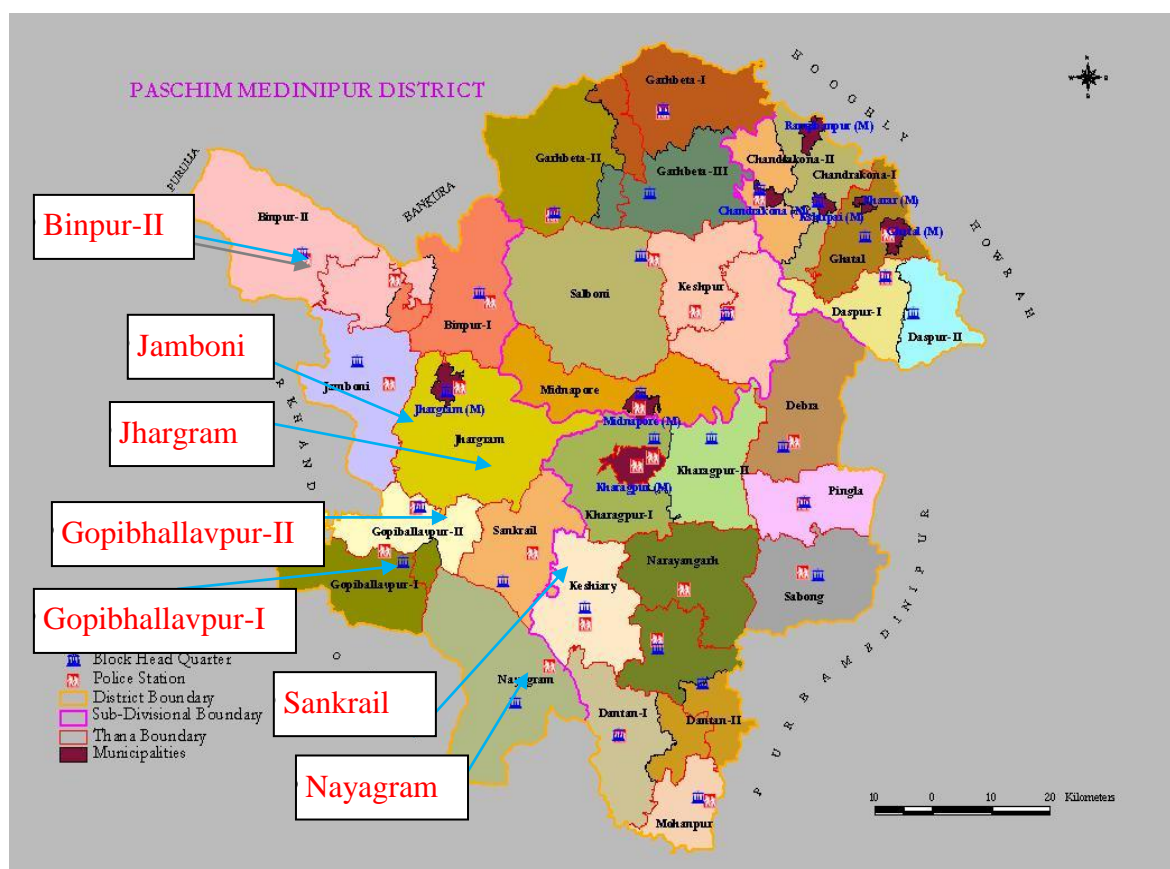 PASCHIM MEDINIPUR DISTRICT
HOOGHLY
HOWRAH
PURULIA
BANKURA
PURBA MEDINIPUR
Garhbeta-I
Garhbeta-II
Garhbeta-III
Ramjibanpur (M)
Chandrakona-II
Chandrakona-I
Kharar (M)
Khirpai (M)
Ghatal (M)
Ghatal
Binpur-II
Binpur-II
Binpur-I
Salboni
Keshpur
Daspur-I
Daspur-II
Jamboni
Jamboni
Jhargram (M)
Jhargram
Jhargram
Midnapore
Midnapore (M)
Debra
Kharagpur-II
Kharagpur (M)
Kharagpur-I
Pingla
Gopibhallavpur-II
Gopiballavpur-II
Sankrail
Narayangarh
Gopiballavpur-I
Keshiary
Sabong
Gopibhallavpur-I
Nayagram
Sankrail
Dantan-I
Dantan-II
Nayagram
Mohanpur
Block Head Quarter
Police Station
District Boundary
Sub-Divisional Boundary
Thana Boundary
Municipalities
10 0 10 20 Kilometers